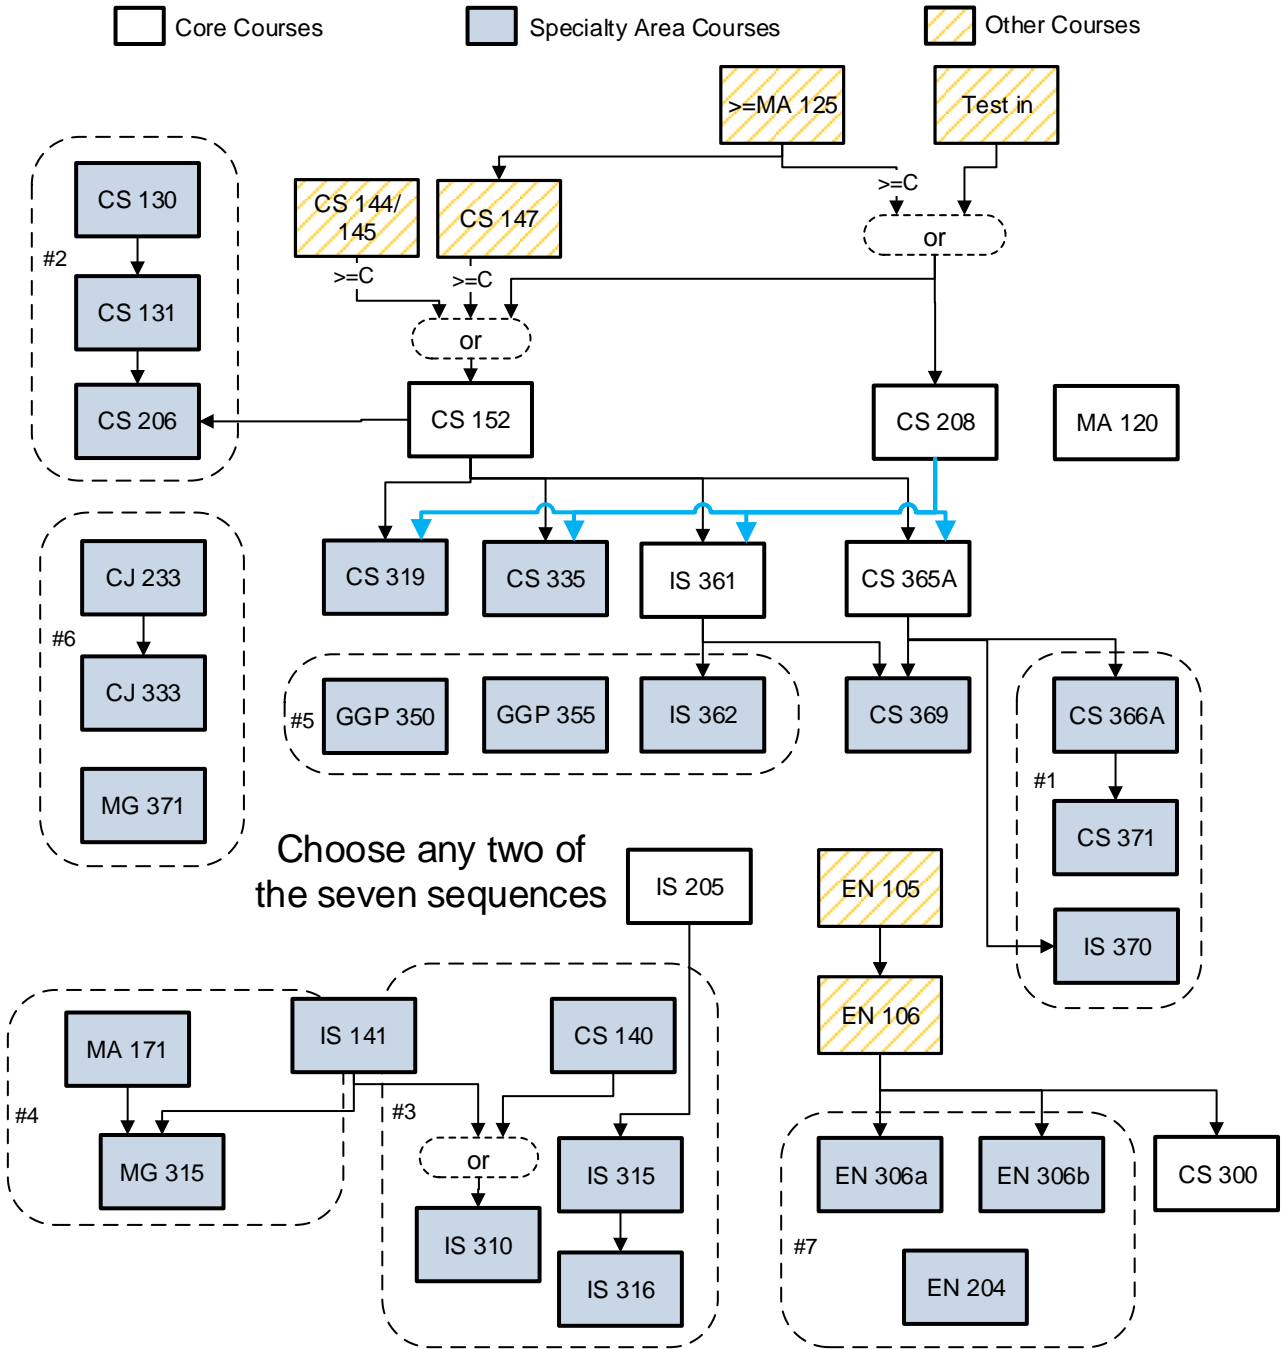 Core Courses
Specialty Area Courses
Other Courses
>=MA 125
Test in
CS 130
CS 144/
145
CS 147
>=C
or
#2
>=C
>=C
CS 131
or
CS 206
CS 152
CS 208
MA 120
CJ 233
CS 319
CS 335
IS 361
CS 365A
#6
CJ 333
#5
GGP 350
GGP 355
IS 362
CS 369
CS 366A
#1
MG 371
CS 371
Choose any two of
the seven sequences
IS 205
EN 105
IS 370
EN 106
MA 171
IS 141
CS 140
#4
#3
MG 315
or
IS 315
EN 306a
EN 306b
CS 300
IS 310
#7
IS 316
EN 204